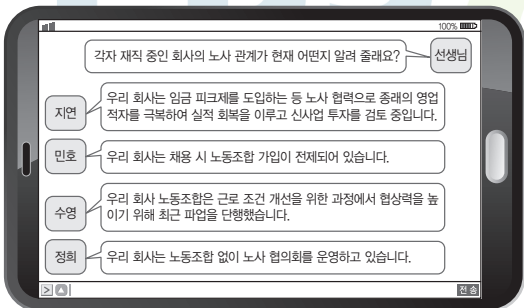 100%
각자 재직 중인 회사의 노사 관계가 현재 어떤지 알려 줄래요?
선생님
지연
우리 회사는 임금 피크제를 도입하는 등 노사 협력으로 종래의 영업
적자를 극복하여 실적 회복을 이루고 신사업 투자를 검토 중입니다.
민호
우리 회사는 채용 시 노동조합 가입이 전제되어 있습니다.
수영
우리 회사 노동조합은 근로 조건 개선을 위한 과정에서 협상력을 높
이기 위해 최근 파업을 단행했습니다.
정희
우리 회사는 노동조합 없이 노사 협의회를 운영하고 있습니다.
전송